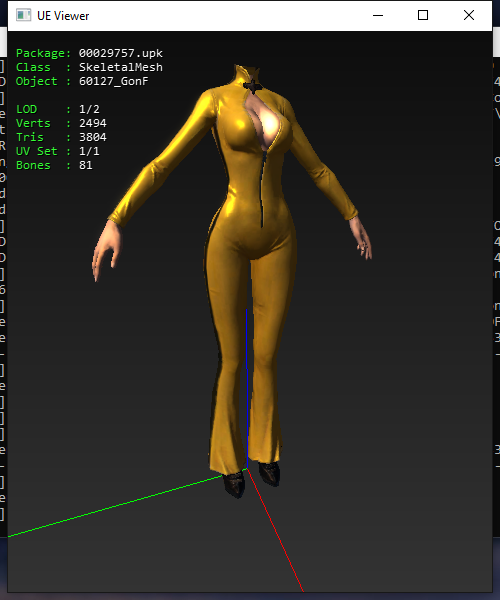 UE Viewer
Package: 00029757.upk
Class  : SkeletalMesh
Object : 60127_GonF
LOD    : 1/2
Verts  : 2494
Tris   : 3804
UV Set : 1/1
Bones  : 81